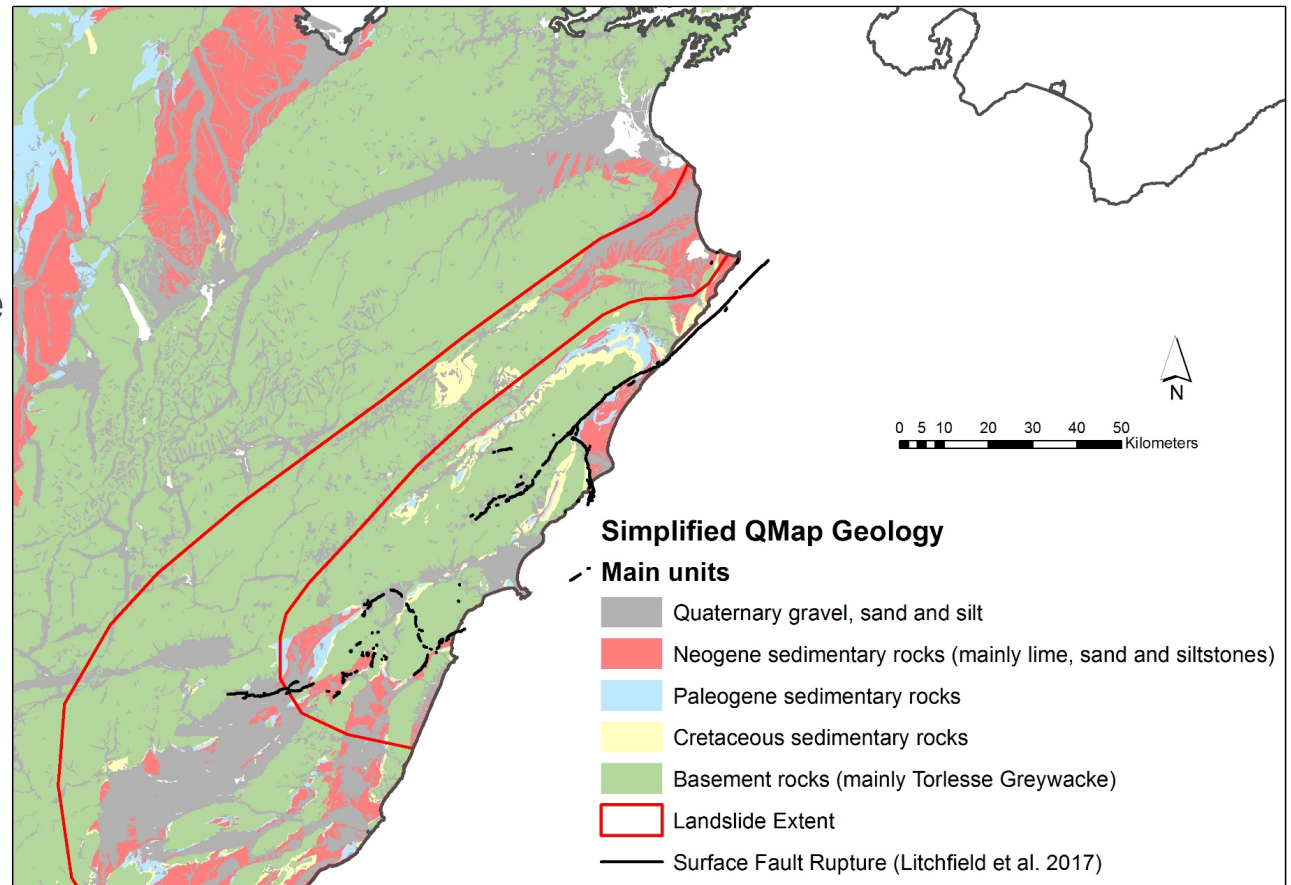 e
N
0 5 10 20 30 40 50
Kilometers
Simplified QMap Geology
Main units
Quaternary gravel, sand and silt
Neogene sedimentary rocks (mainly lime, sand and siltstones)
Paleogene sedimentary rocks
Cretaceous sedimentary rocks
Basement rocks (mainly Torlesse Greywacke)
Landslide Extent
Surface Fault Rupture (Litchfield et al. 2017)